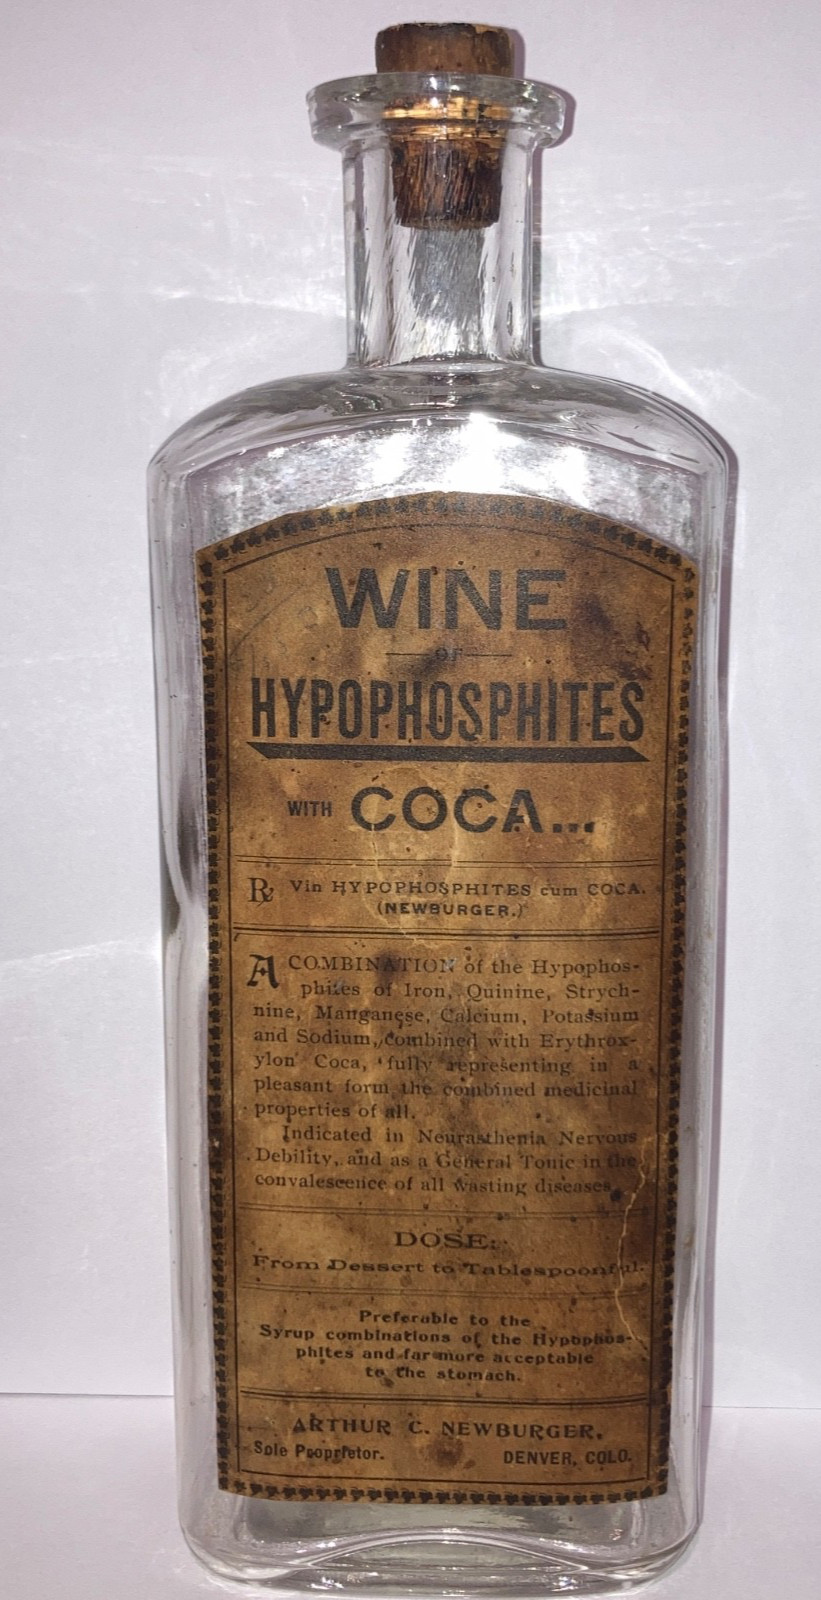 WINE
OF
HYPOPHOSPHITES
WITH COCA...
℞ Vin HYPOPHOSPHITES cum COCA.
(NEWBURGER.)
A COMBINATION of the Hypophos-
phites of Iron, Quinine, Strych-
nine, Manganese, Calcium, Potassium
and Sodium, combined with Erythrox-
ylon Coca, fully representing in a
pleasant form the combined medicinal
properties of all.
Indicated in Neurasthenia Nervous
Debility, and as a General Tonic in the
convalescence of all wasting diseases.
DOSE:
From Dessert to Tablespoonful.
Preferable to the
Syrup combinations of the Hypophos-
phites and far more acceptable
to the stomach.
ARTHUR C. NEWBURGER,
Sole Proprietor. DENVER, COLO.